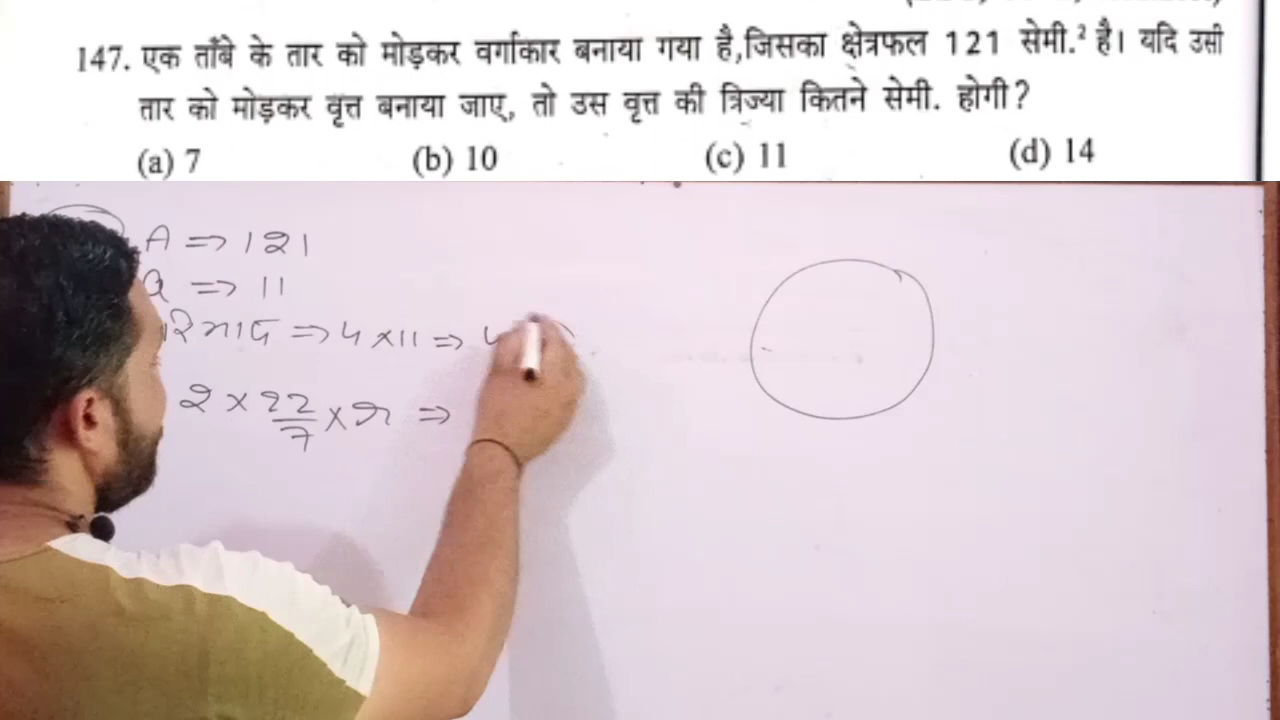 147. एक ताँबे के तार को मोड़कर वर्गाकार बनाया गया है,जिसका क्षेत्रफल 121 सेमी.² है। यदि उसी
तार को मोड़कर वृत्त बनाया जाए, तो उस वृत्त की त्रिज्या कितने सेमी. होगी?
(a) 7 (b) 10 (c) 11 (d) 14
A ⇒ 121
a ⇒ 11
⇒ 4 × 11 ⇒ 4
2 × 22/7 × र ⇒